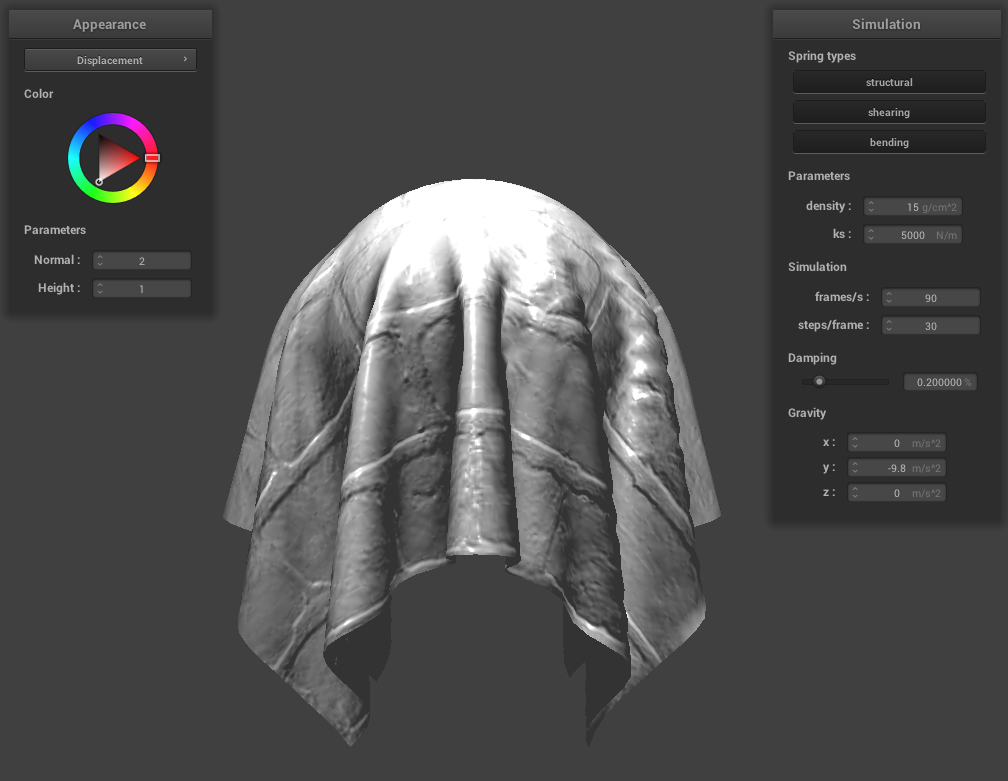 Appearance
Displacement ›
Color
Parameters
Normal : 2
Height : 1
Simulation
Spring types
structural
shearing
bending
Parameters
density : 15 g/cm^2
ks : 5000 N/m
Simulation
frames/s : 90
steps/frame : 30
Damping
0.200000 %
Gravity
x : 0 m/s^2
y : -9.8 m/s^2
z : 0 m/s^2